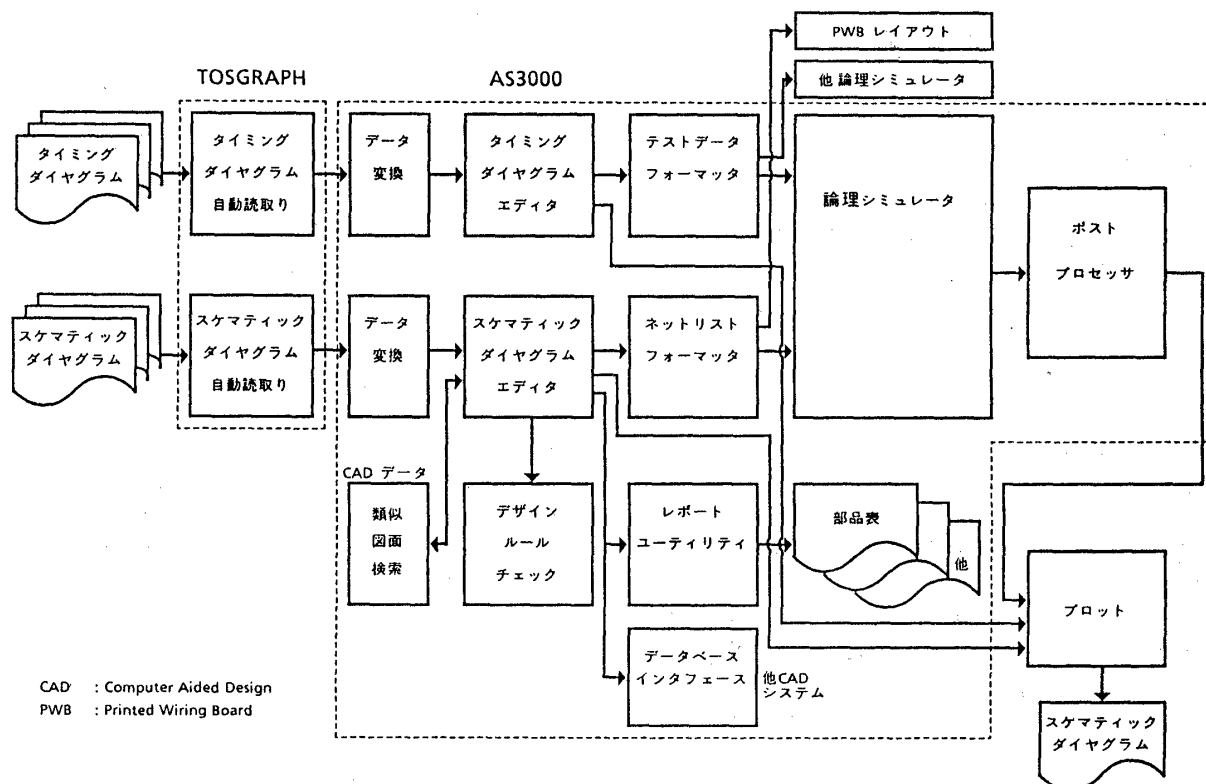 PWB レイアウト
TOSGRAPH
AS3000
他 論理シミュレータ
タイミング
ダイヤグラム
タイミング
ダイヤグラム
自動読取り
データ
変換
タイミング
ダイヤグラム
エディタ
テストデータ
フォーマッタ
論理シミュレータ
ポスト
プロセッサ
スケマティック
ダイヤグラム
スケマティック
ダイヤグラム
自動読取り
データ
変換
スケマティック
ダイヤグラム
エディタ
ネットリスト
フォーマッタ
CAD データ
類似
図面
検索
デザイン
ルール
チェック
レポート
ユーティリティ
部品表
他
プロット
データベース
インタフェース
他CAD
システム
CAD : Computer Aided Design
PWB : Printed Wiring Board
スケマティック
ダイヤグラム